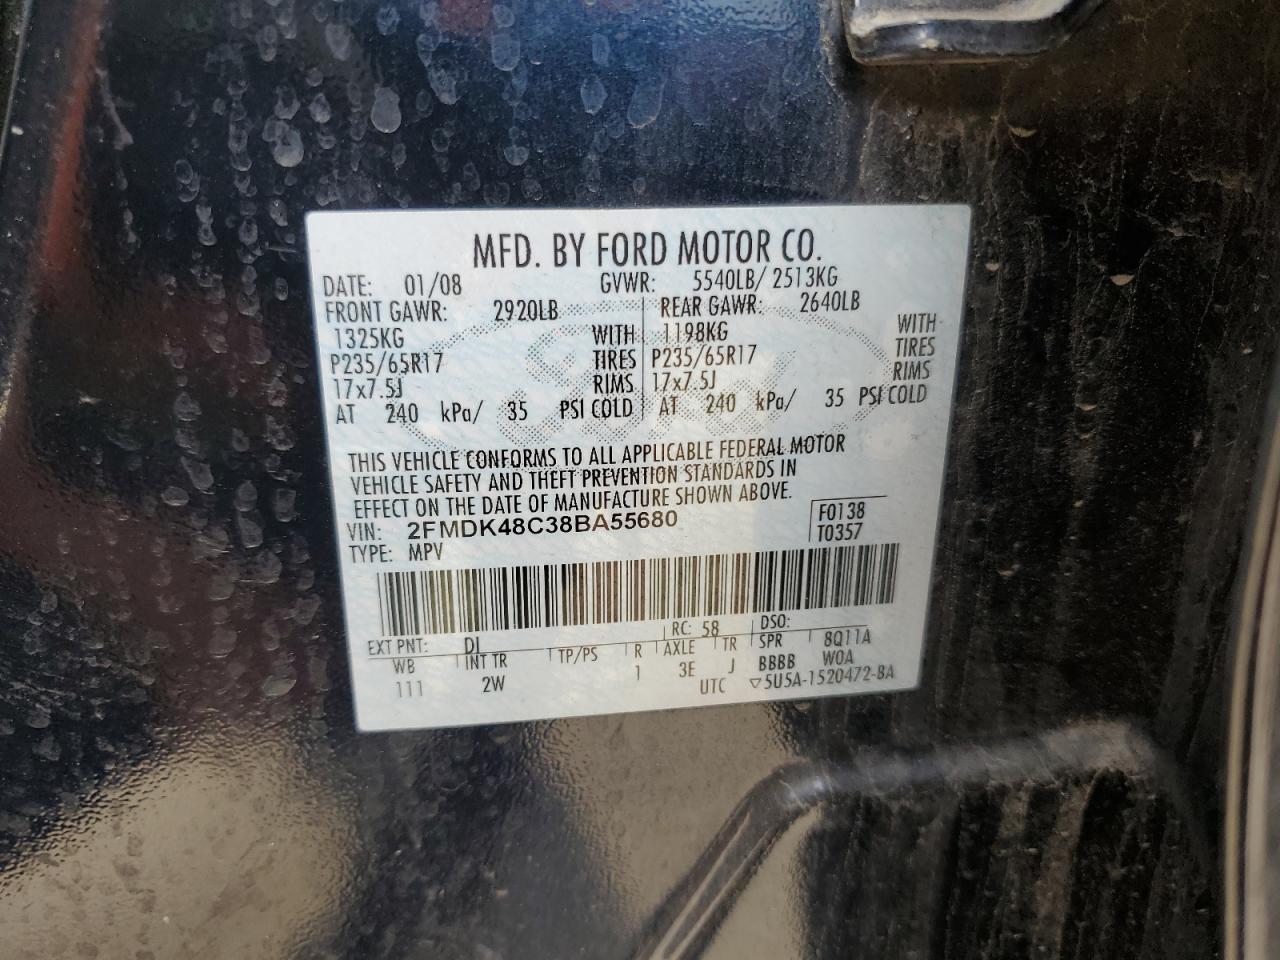 MFD. BY FORD MOTOR CO.
DATE: 01/08 GVWR: 5540LB/ 2513KG
FRONT GAWR: 2920LB REAR GAWR: 2640LB
1325KG WITH 1198KG WITH
P235/65R17 TIRES P235/65R17 TIRES
17x7.5J RIMS 17x7.5J RIMS
AT 240 kPa/ 35 PSI COLD AT 240 kPa/ 35 PSI COLD
THIS VEHICLE CONFORMS TO ALL APPLICABLE FEDERAL MOTOR
VEHICLE SAFETY AND THEFT PREVENTION STANDARDS IN
EFFECT ON THE DATE OF MANUFACTURE SHOWN ABOVE.
VIN: 2FMDK48C38BA55680 F0138
TYPE: MPV T0357
EXT PNT: DI RC: 58 DSO:
WB INT TR TP/PS R AXLE TR SPR 8Q11A
111 2W 1 3E J BBBB W0A
UTC ▽5U5A-1520472-BA